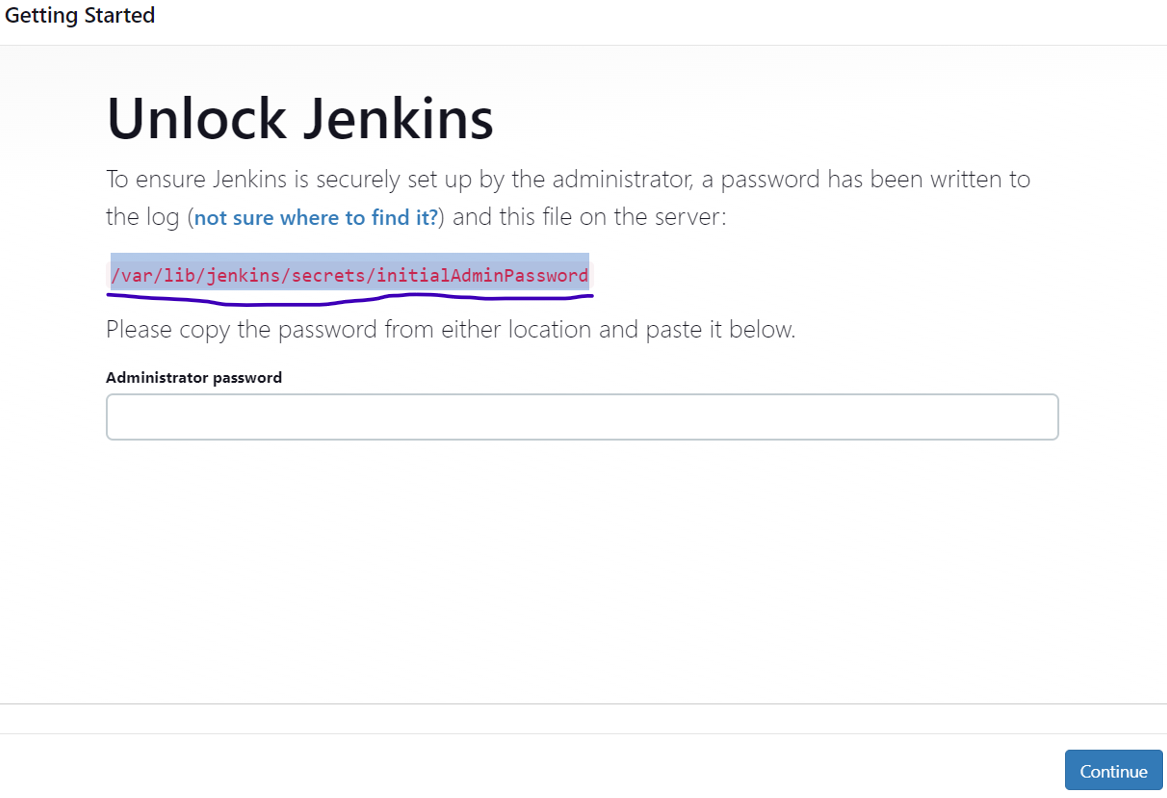 Getting Started
Unlock Jenkins
To ensure Jenkins is securely set up by the administrator, a password has been written to
the log (not sure where to find it?) and this file on the server:
/var/lib/jenkins/secrets/initialAdminPassword
Please copy the password from either location and paste it below.
Administrator password
Continue